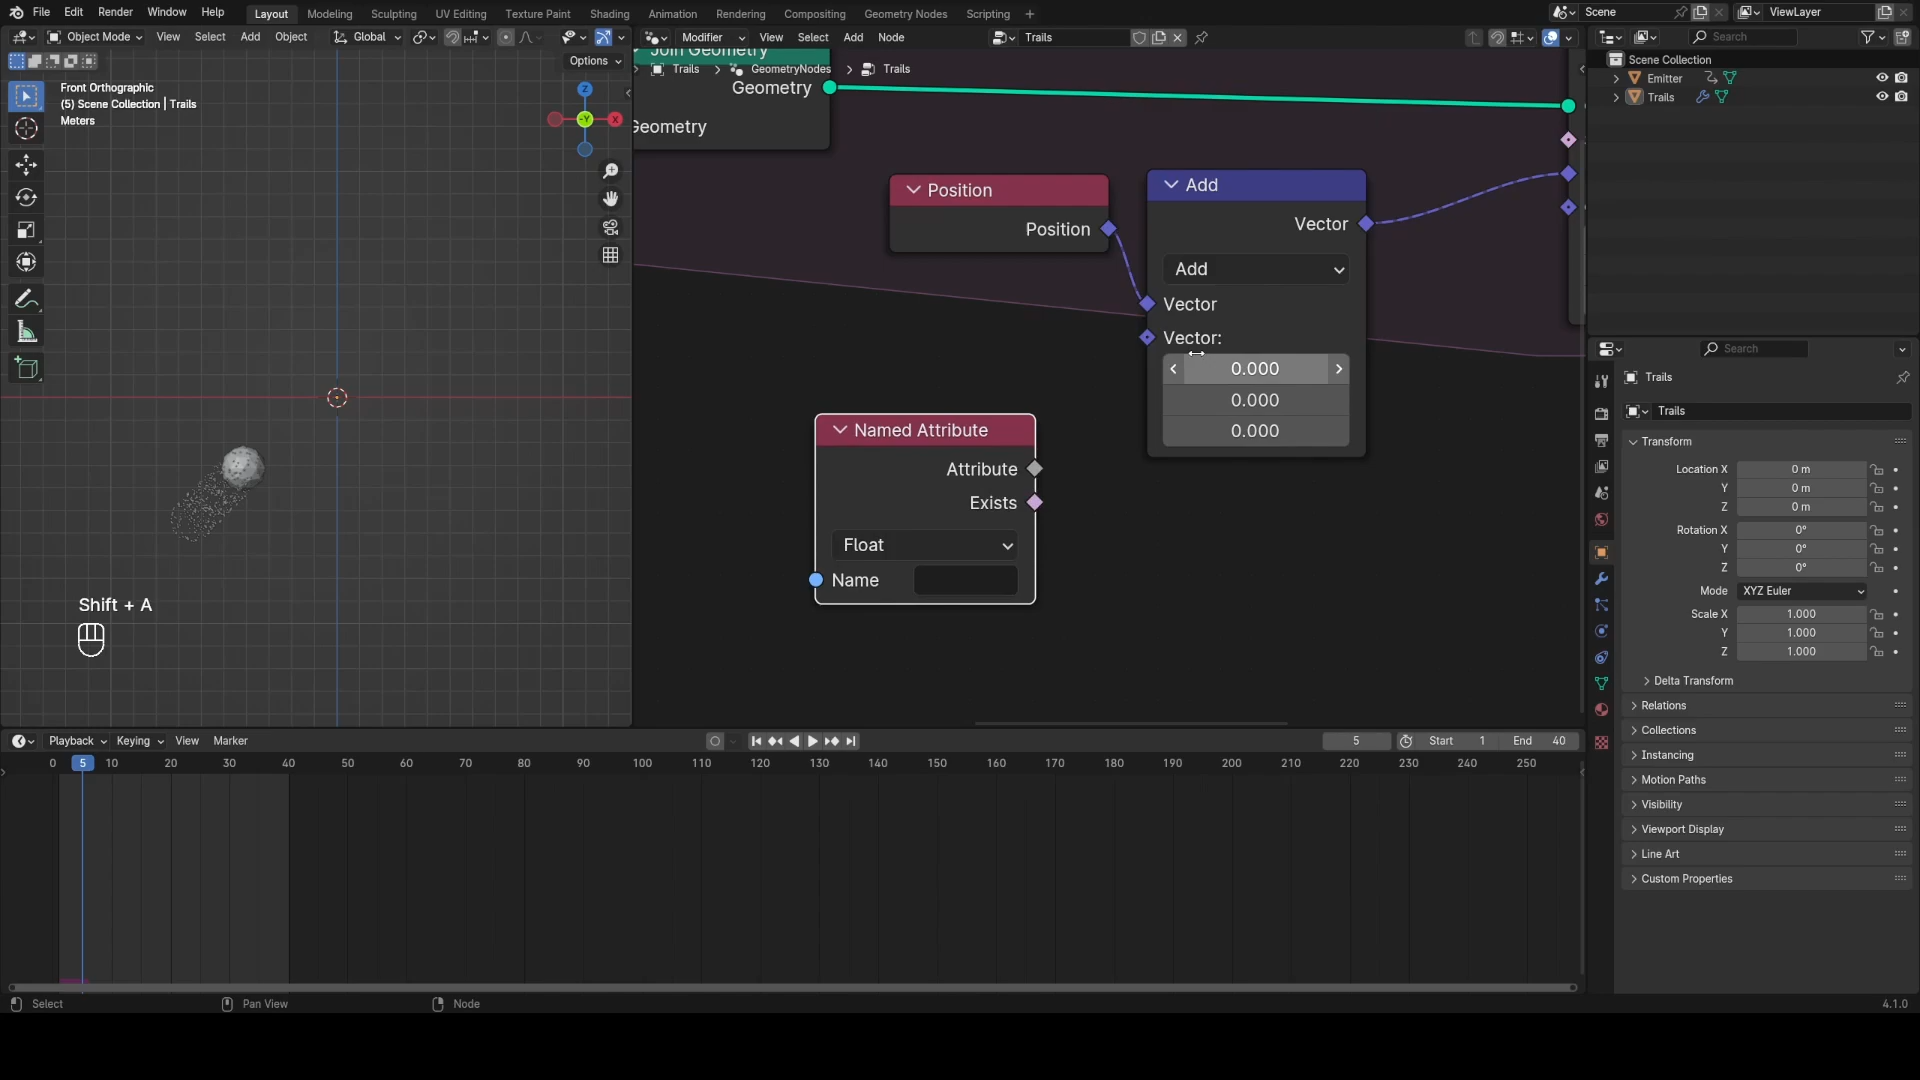 File Edit Render Window Help Layout Modeling Sculpting UV Editing Texture Paint Shading Animation Rendering Compositing Geometry Nodes Scripting + Scene ViewLayer
Object Mode View Select Add Object Global Modifier View Select Add Node Trails Search
Options
Trails > GeometryNodes > Trails
Join Geometry
Geometry
Geometry
Front Orthographic
(5) Scene Collection | Trails
Meters
Z
-Y
X
Scene Collection
Emitter
Trails
Position
Position
Add
Vector
Add
Vector
Vector:
0.000
0.000
0.000
Named Attribute
Attribute
Exists
Float
Name
Shift + A
Search
Trails
Trails
Transform
Location X 0 m
Y 0 m
Z 0 m
Rotation X 0°
Y 0°
Z 0°
Mode XYZ Euler
Scale X 1.000
Y 1.000
Z 1.000
Delta Transform
Relations
Collections
Instancing
Motion Paths
Visibility
Viewport Display
Line Art
Custom Properties
Playback Keying View Marker 5 Start 1 End 40
0 5 10 20 30 40 50 60 70 80 90 100 110 120 130 140 150 160 170 180 190 200 210 220 230 240 250
Select Pan View Node 4.1.0